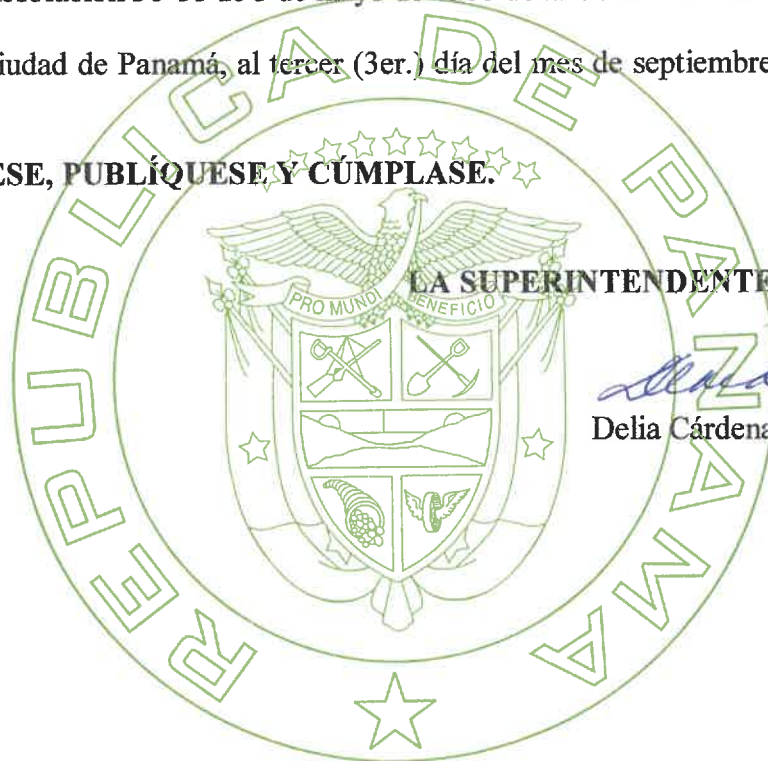 iudad de Panamá, al tercer (3er.) día del mes de septiembre
ESE, PUBLÍQUESE Y CÚMPLASE.
LA SUPERINTENDENTE
Delia Cárdena
REPUBLICA DE PANAMA
PRO MUNDI BENEFICIO